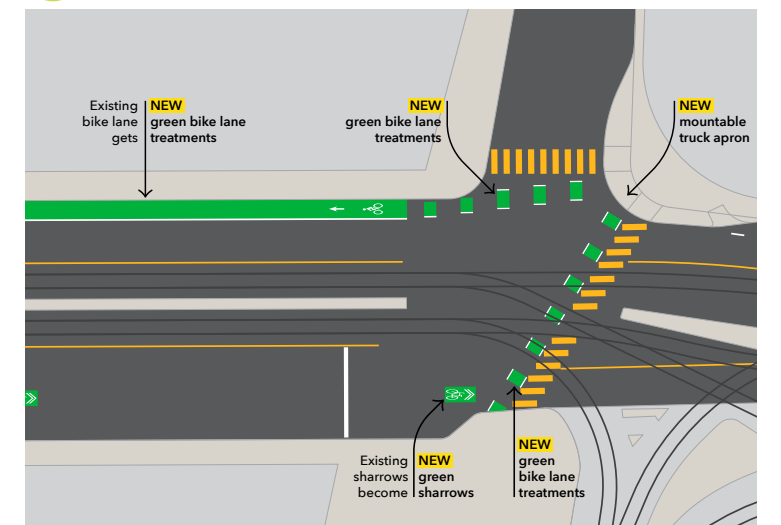 Existing
bike lane
gets
NEW
green bike lane
treatments
NEW
green bike lane
treatments
NEW
mountable
truck apron
Existing
sharrows
become
NEW
green
sharrows
NEW
green
bike lane
treatments